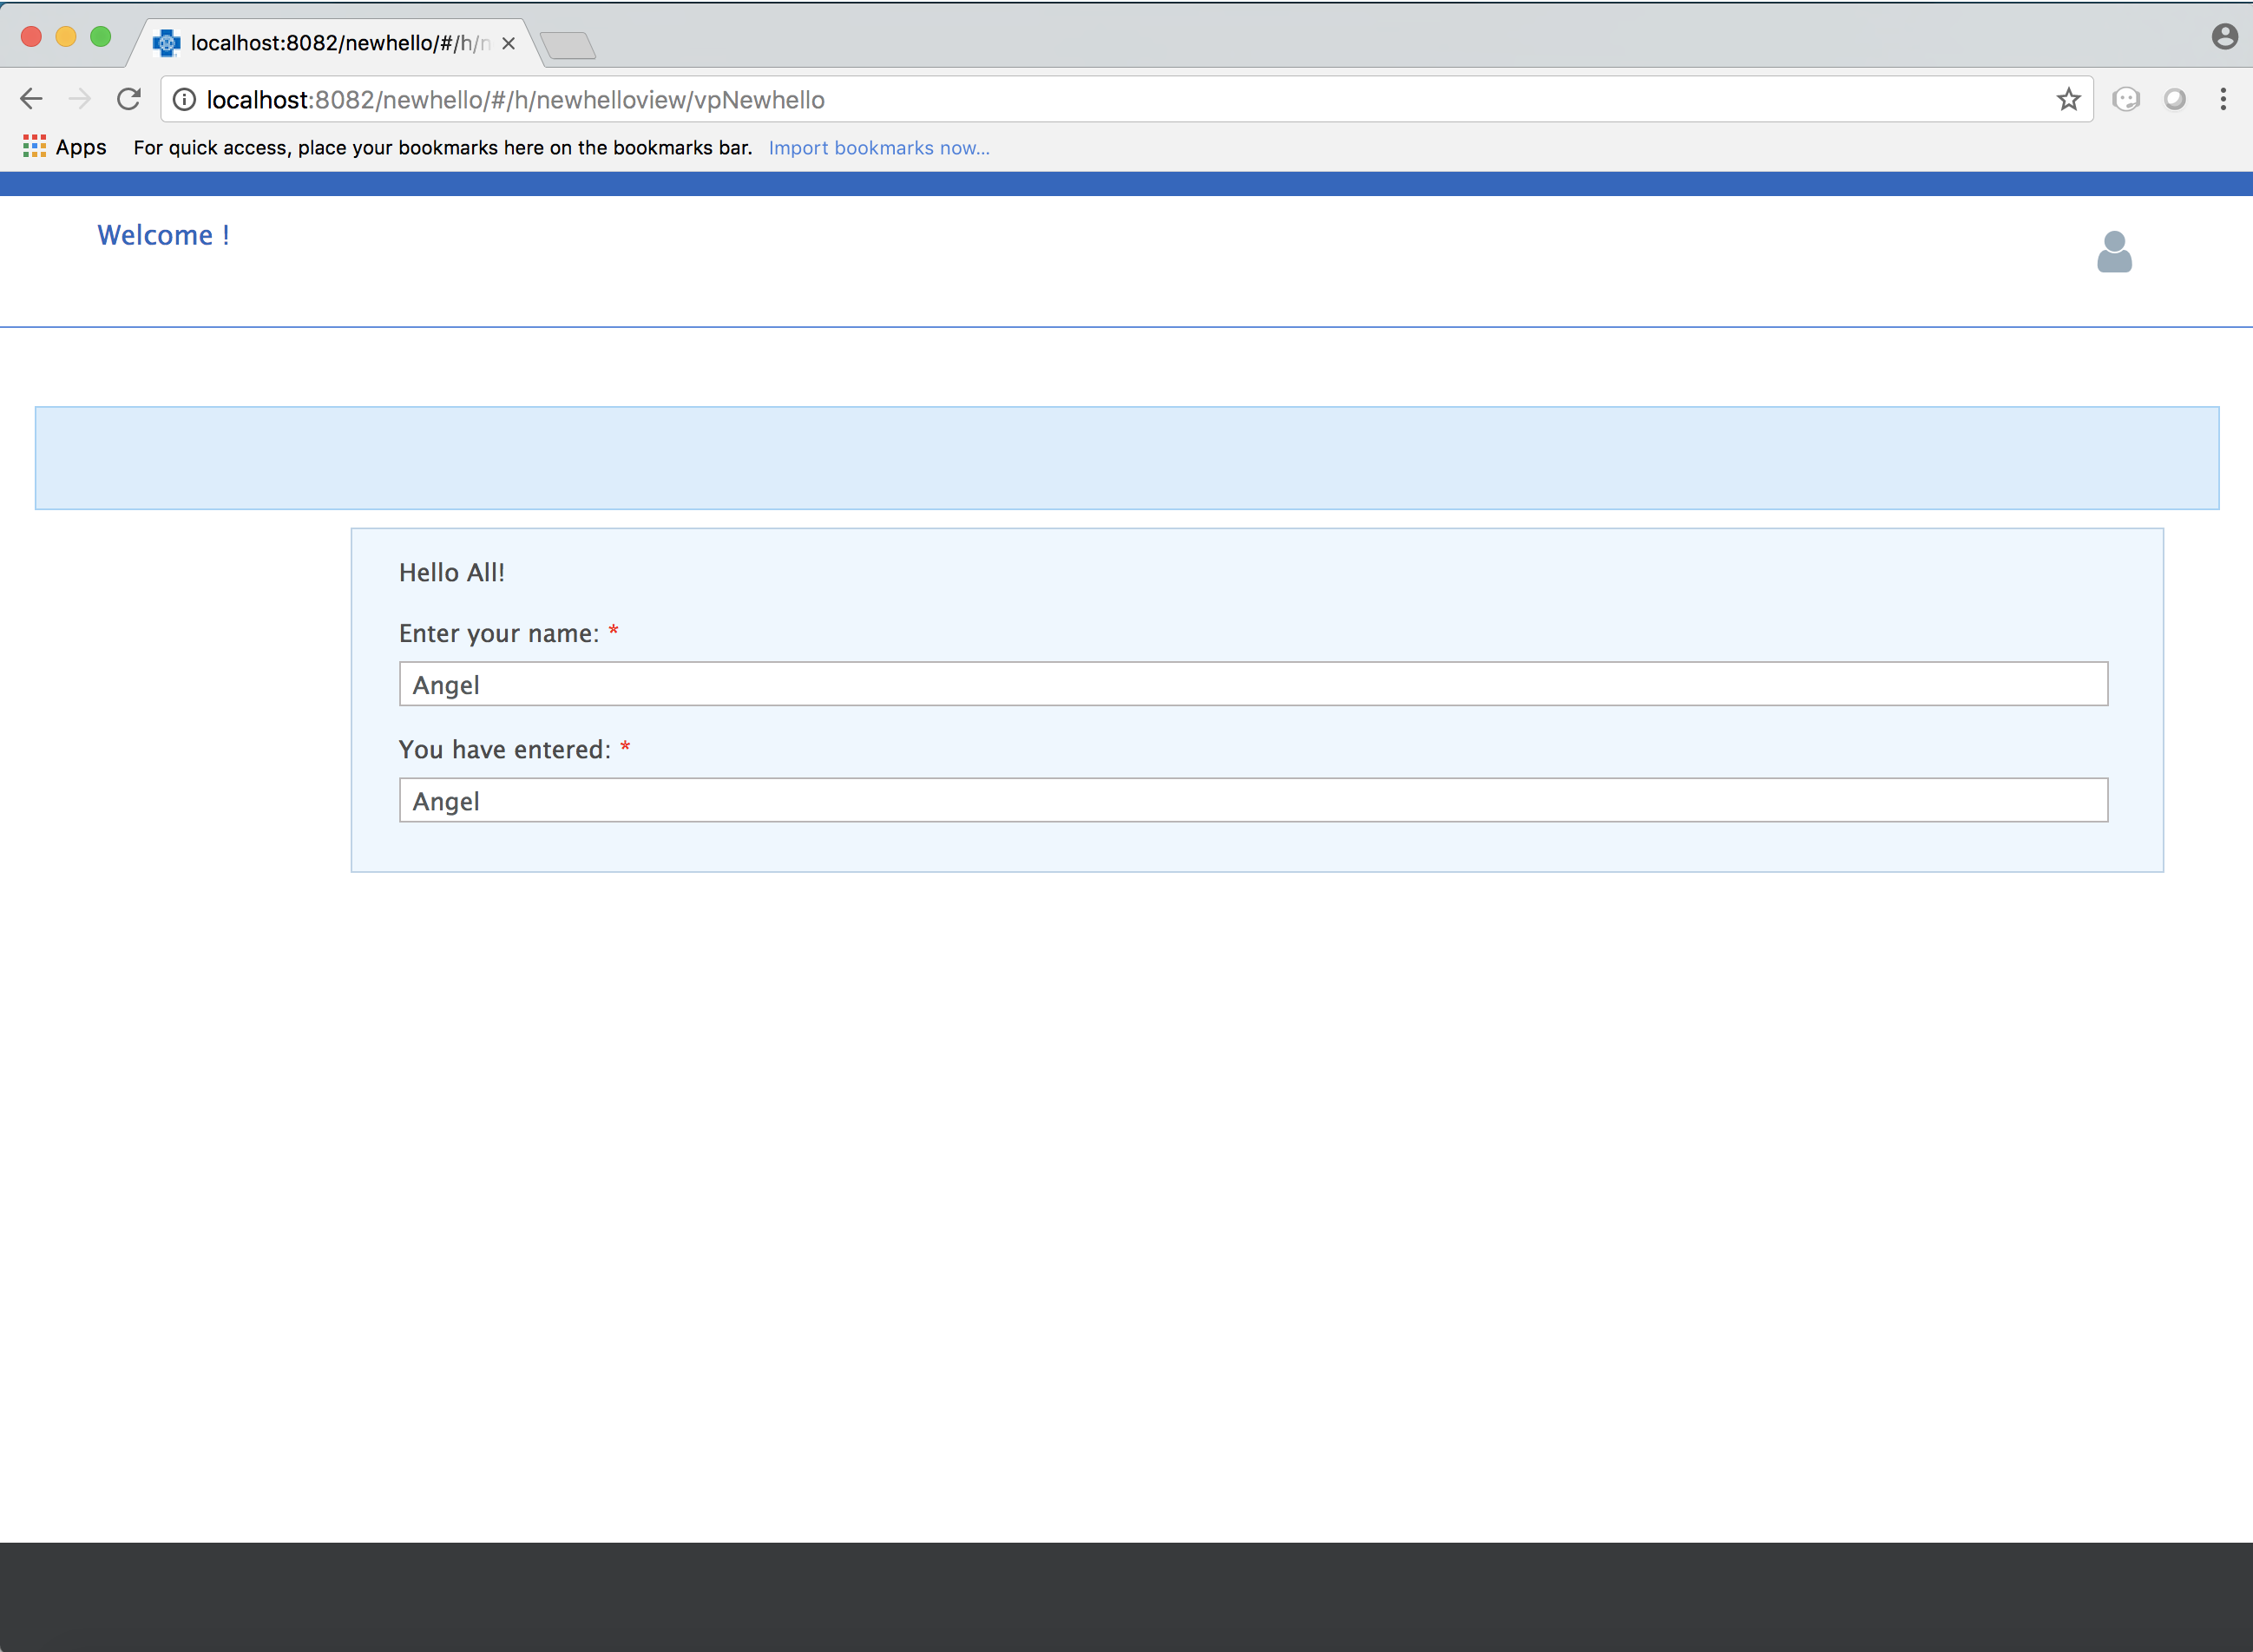 localhost:8082/newhello/#/h/n
localhost:8082/newhello/#/h/newhelloview/vpNewhello
Apps For quick access, place your bookmarks here on the bookmarks bar. Import bookmarks now...
Welcome !
Hello All!
Enter your name: *
Angel
You have entered: *
Angel